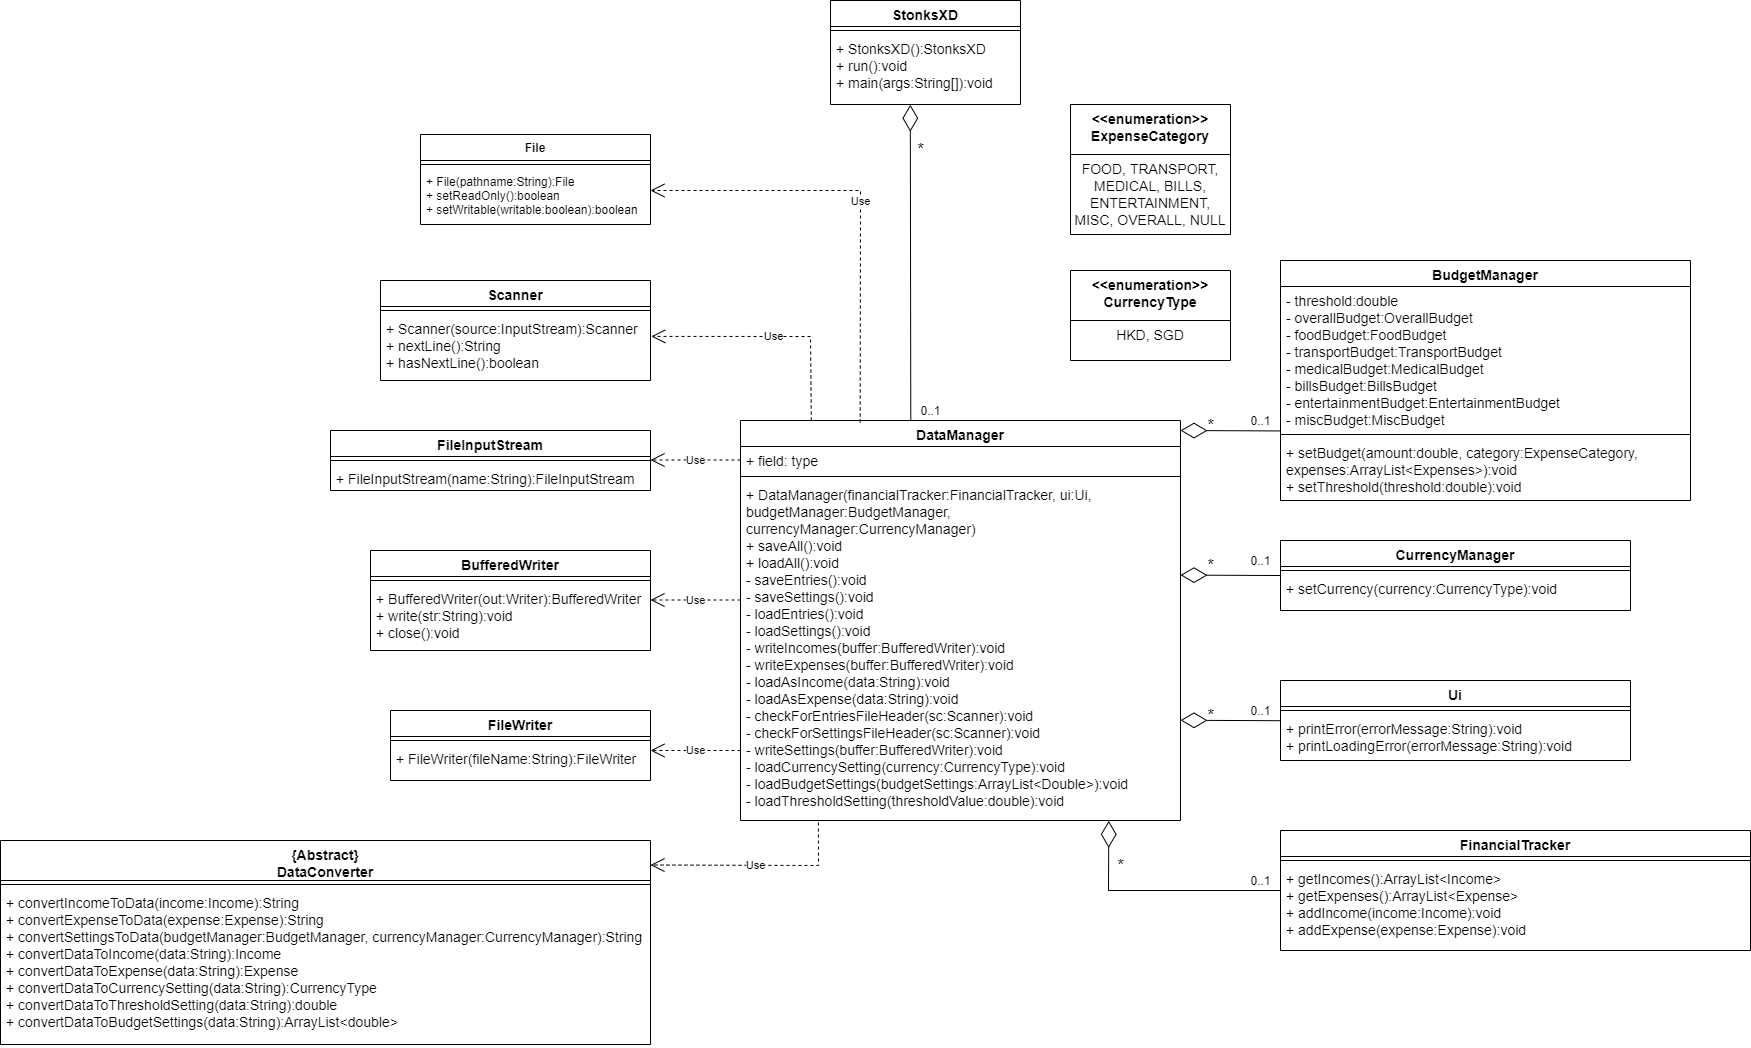 StonksXD
+ StonksXD():StonksXD
+ run():void
+ main(args:String[]):void
*
0..1
<<enumeration>>
ExpenseCategory
FOOD, TRANSPORT,
MEDICAL, BILLS,
ENTERTAINMENT,
MISC, OVERALL, NULL
<<enumeration>>
CurrencyType
HKD, SGD
File
+ File(pathname:String):File
+ setReadOnly():boolean
+ setWritable(writable:boolean):boolean
Use
Scanner
+ Scanner(source:InputStream):Scanner
+ nextLine():String
+ hasNextLine():boolean
Use
FileInputStream
+ FileInputStream(name:String):FileInputStream
Use
BufferedWriter
+ BufferedWriter(out:Writer):BufferedWriter
+ write(str:String):void
+ close():void
Use
FileWriter
+ FileWriter(fileName:String):FileWriter
Use
{Abstract}
DataConverter
+ convertIncomeToData(income:Income):String
+ convertExpenseToData(expense:Expense):String
+ convertSettingsToData(budgetManager:BudgetManager, currencyManager:CurrencyManager):String
+ convertDataToIncome(data:String):Income
+ convertDataToExpense(data:String):Expense
+ convertDataToCurrencySetting(data:String):CurrencyType
+ convertDataToThresholdSetting(data:String):double
+ convertDataToBudgetSettings(data:String):ArrayList<double>
Use
DataManager
+ field: type
+ DataManager(financialTracker:FinancialTracker, ui:Ui,
budgetManager:BudgetManager,
currencyManager:CurrencyManager)
+ saveAll():void
+ loadAll():void
- saveEntries():void
- saveSettings():void
- loadEntries():void
- loadSettings():void
- writeIncomes(buffer:BufferedWriter):void
- writeExpenses(buffer:BufferedWriter):void
- loadAsIncome(data:String):void
- loadAsExpense(data:String):void
- checkForEntriesFileHeader(sc:Scanner):void
- checkForSettingsFileHeader(sc:Scanner):void
- writeSettings(buffer:BufferedWriter):void
- loadCurrencySetting(currency:CurrencyType):void
- loadBudgetSettings(budgetSettings:ArrayList<Double>):void
- loadThresholdSetting(thresholdValue:double):void
*
0..1
BudgetManager
- threshold:double
- overallBudget:OverallBudget
- foodBudget:FoodBudget
- transportBudget:TransportBudget
- medicalBudget:MedicalBudget
- billsBudget:BillsBudget
- entertainmentBudget:EntertainmentBudget
- miscBudget:MiscBudget
+ setBudget(amount:double, category:ExpenseCategory,
expenses:ArrayList<Expenses>):void
+ setThreshold(threshold:double):void
*
0..1
CurrencyManager
+ setCurrency(currency:CurrencyType):void
*
0..1
Ui
+ printError(errorMessage:String):void
+ printLoadingError(errorMessage:String):void
*
0..1
FinancialTracker
+ getIncomes():ArrayList<Income>
+ getExpenses():ArrayList<Expense>
+ addIncome(income:Income):void
+ addExpense(expense:Expense):void